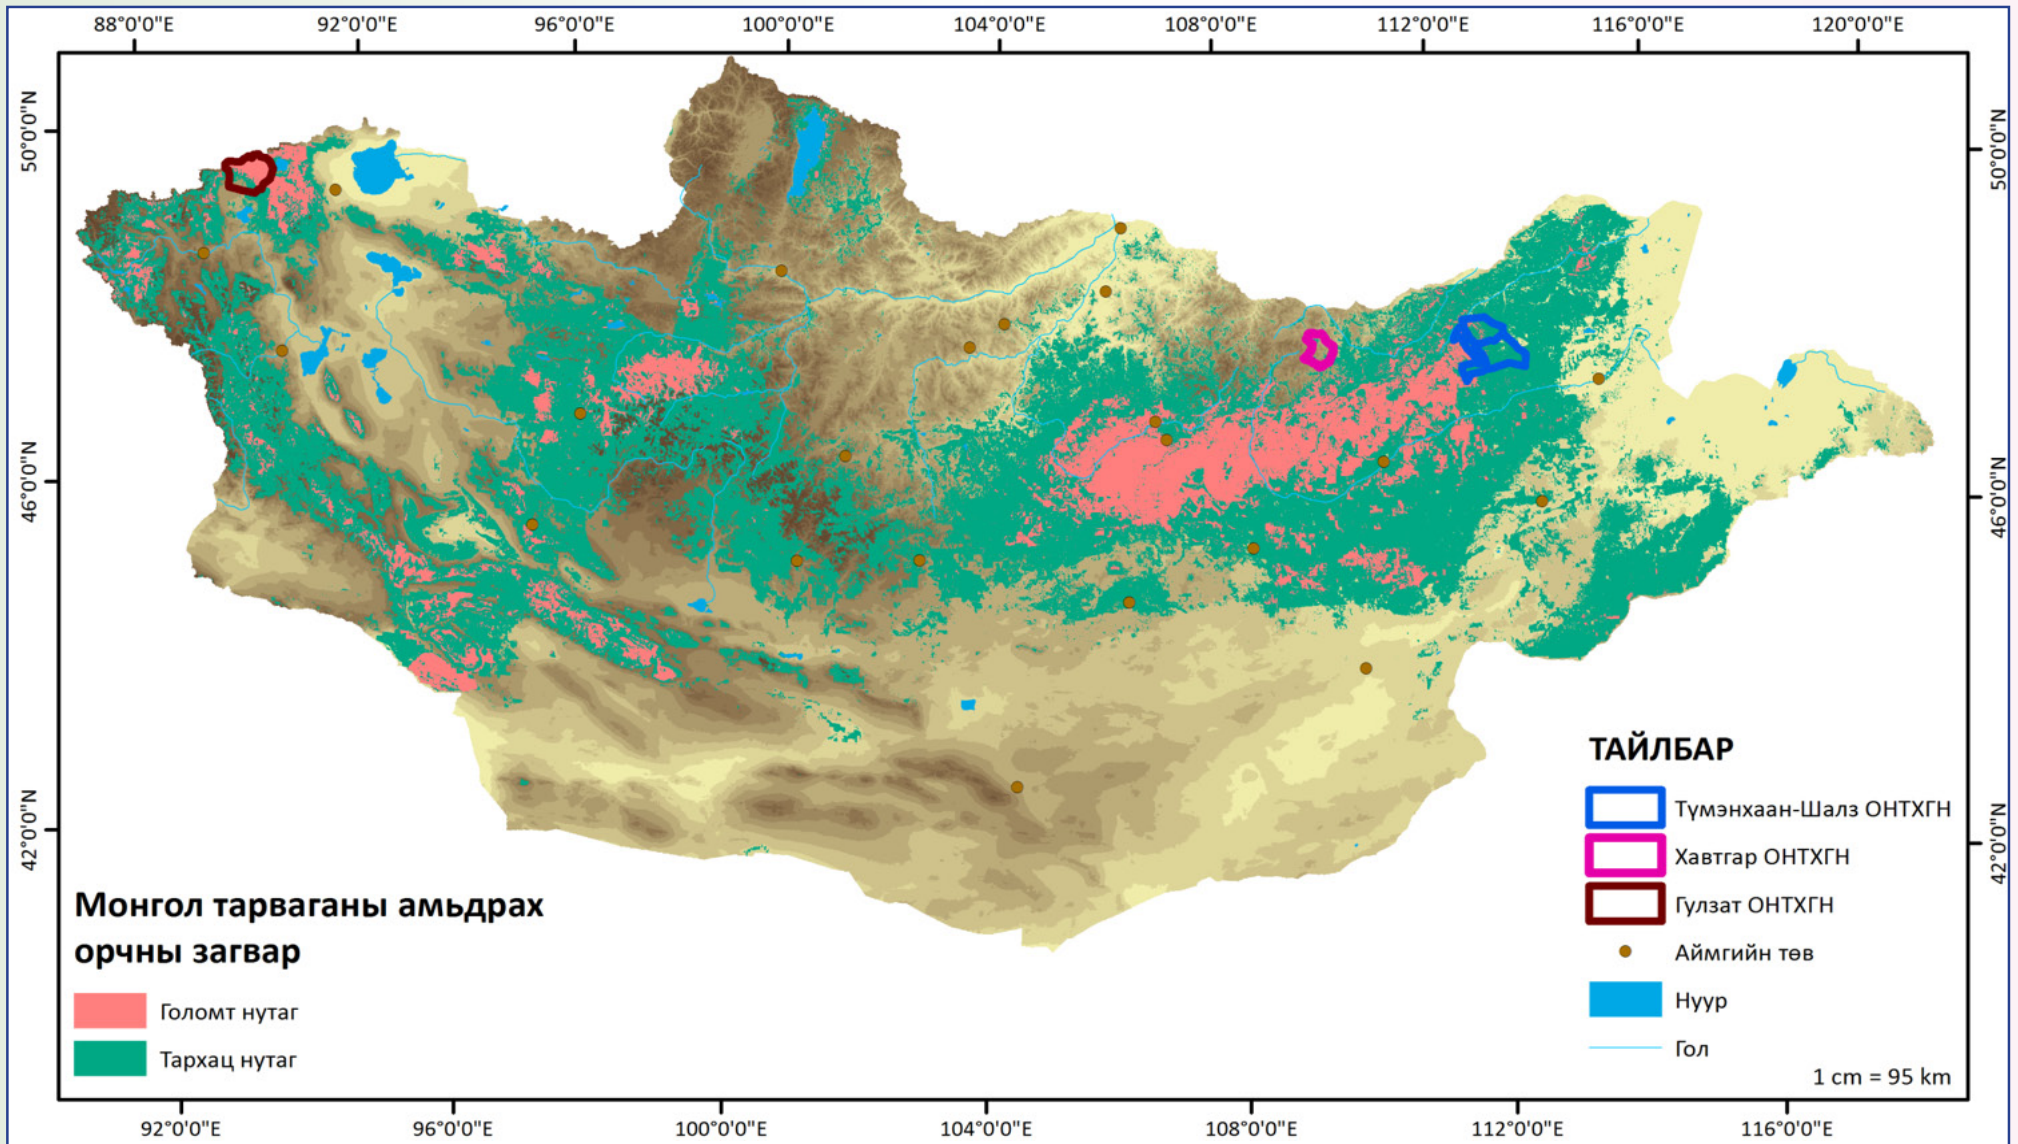 88°0'0"E 92°0'0"E 96°0'0"E 100°0'0"E 104°0'0"E 108°0'0"E 112°0'0"E 116°0'0"E 120°0'0"E
50°0'0"N
50°0'0"N
46°0'0"N
46°0'0"N
42°0'0"N
42°0'0"N
ТАЙЛБАР
Түмэнхаан-Шалз ОНТХГН
Хавтгар ОНТХГН
Гулзат ОНТХГН
Аймгийн төв
Нуур
Гол
1 cm = 95 km
Монгол тарваганы амьдрах
орчны загвар
Голомт нутаг
Тархац нутаг
92°0'0"E 96°0'0"E 100°0'0"E 104°0'0"E 108°0'0"E 112°0'0"E 116°0'0"E